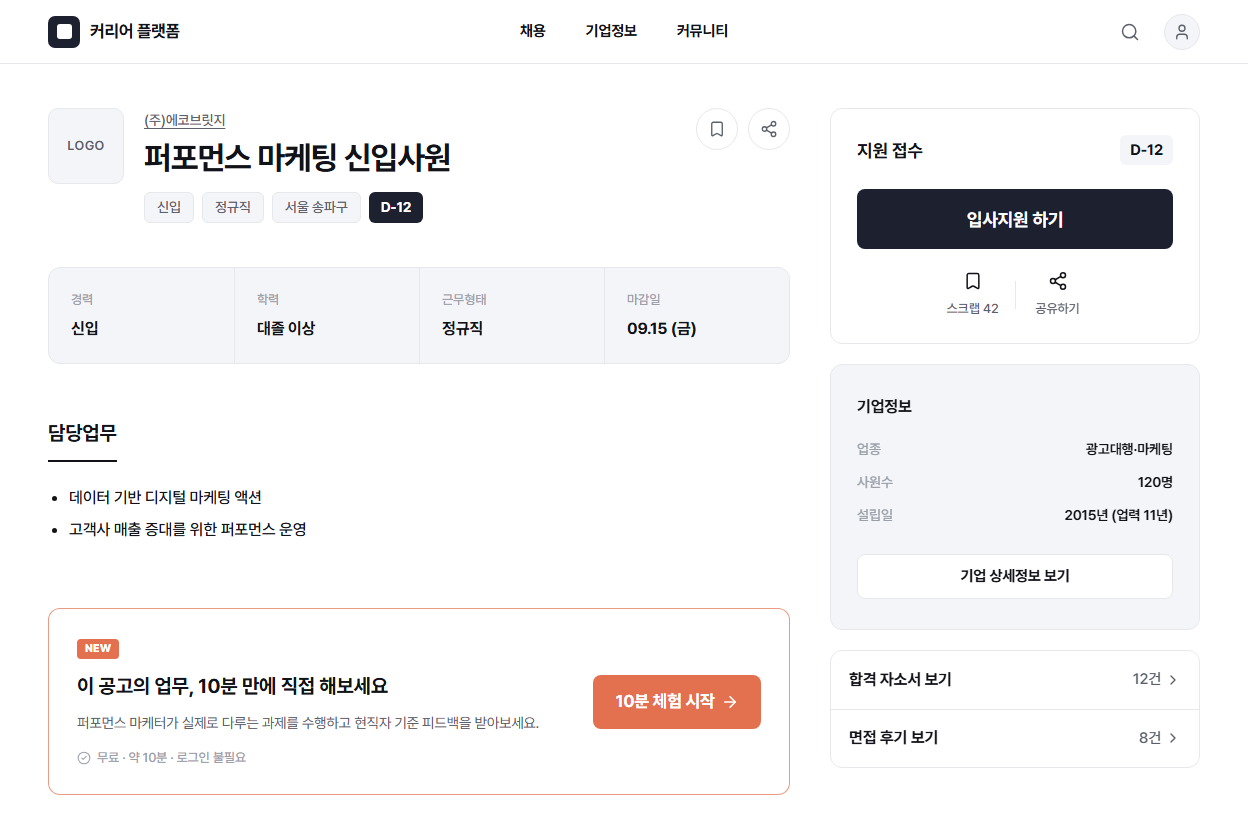 커리어 플랫폼
채용
기업정보
커뮤니티
LOGO
(주)에코브릿지
퍼포먼스 마케팅 신입사원
신입
정규직
서울 송파구
D-12
경력
신입
학력
대졸 이상
근무형태
정규직
마감일
09.15 (금)
담당업무
• 데이터 기반 디지털 마케팅 액션
• 고객사 매출 증대를 위한 퍼포먼스 운영
NEW
이 공고의 업무, 10분 만에 직접 해보세요
퍼포먼스 마케터가 실제로 다루는 과제를 수행하고 현직자 기준 피드백을 받아보세요.
무료 · 약 10분 · 로그인 불필요
10분 체험 시작 →
지원 접수
D-12
입사지원 하기
스크랩 42
공유하기
기업정보
업종 광고대행·마케팅
사원수 120명
설립일 2015년 (업력 11년)
기업 상세정보 보기
합격 자소서 보기 12건
면접 후기 보기 8건